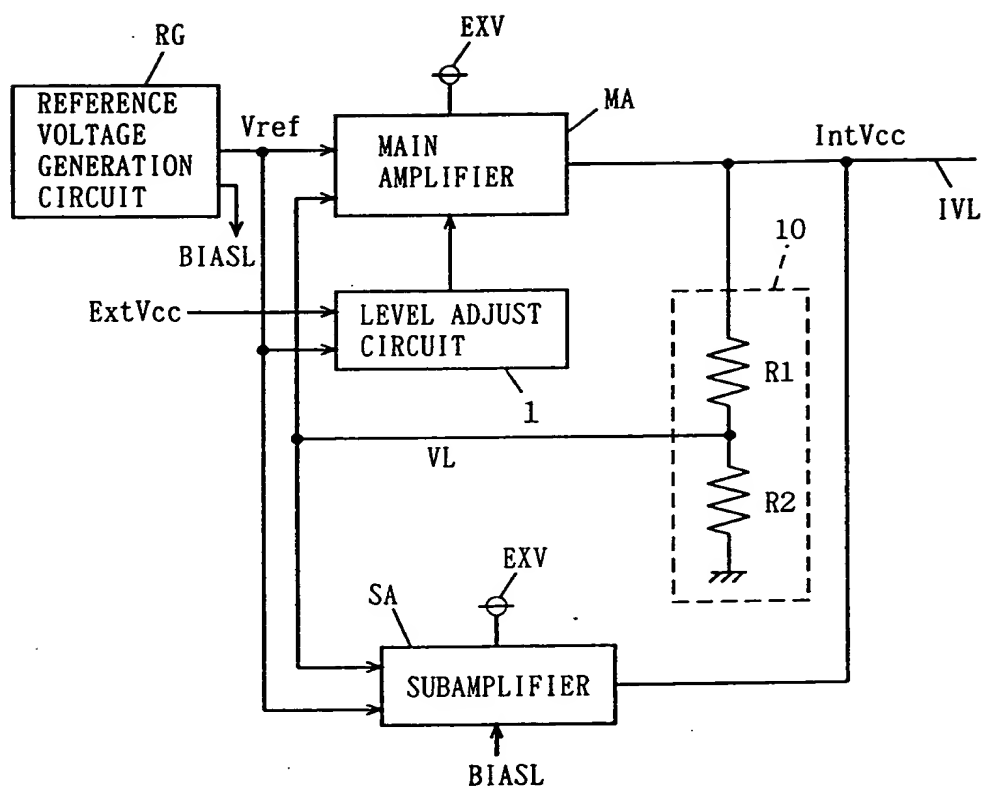 EXV
RG
MA
REFERENCE
VOLTAGE
GENERATION
CIRCUIT
Vref
MAIN
AMPLIFIER
IntVcc
IVL
BIASL
10
ExtVcc
LEVEL ADJUST
CIRCUIT
R1
1
VL
R2
EXV
SA
SUBAMPLIFIER
BIASL